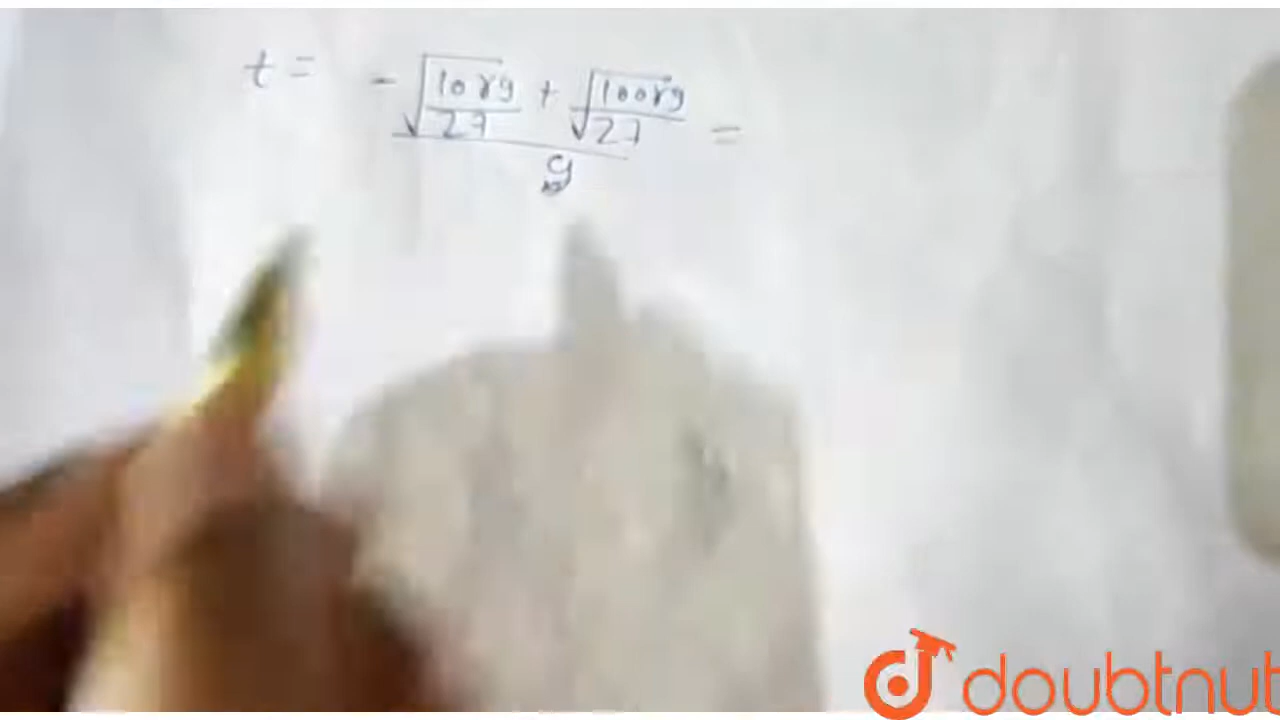 t = - √(10rg/27) + √(100rg/27) =
g
doubtnut